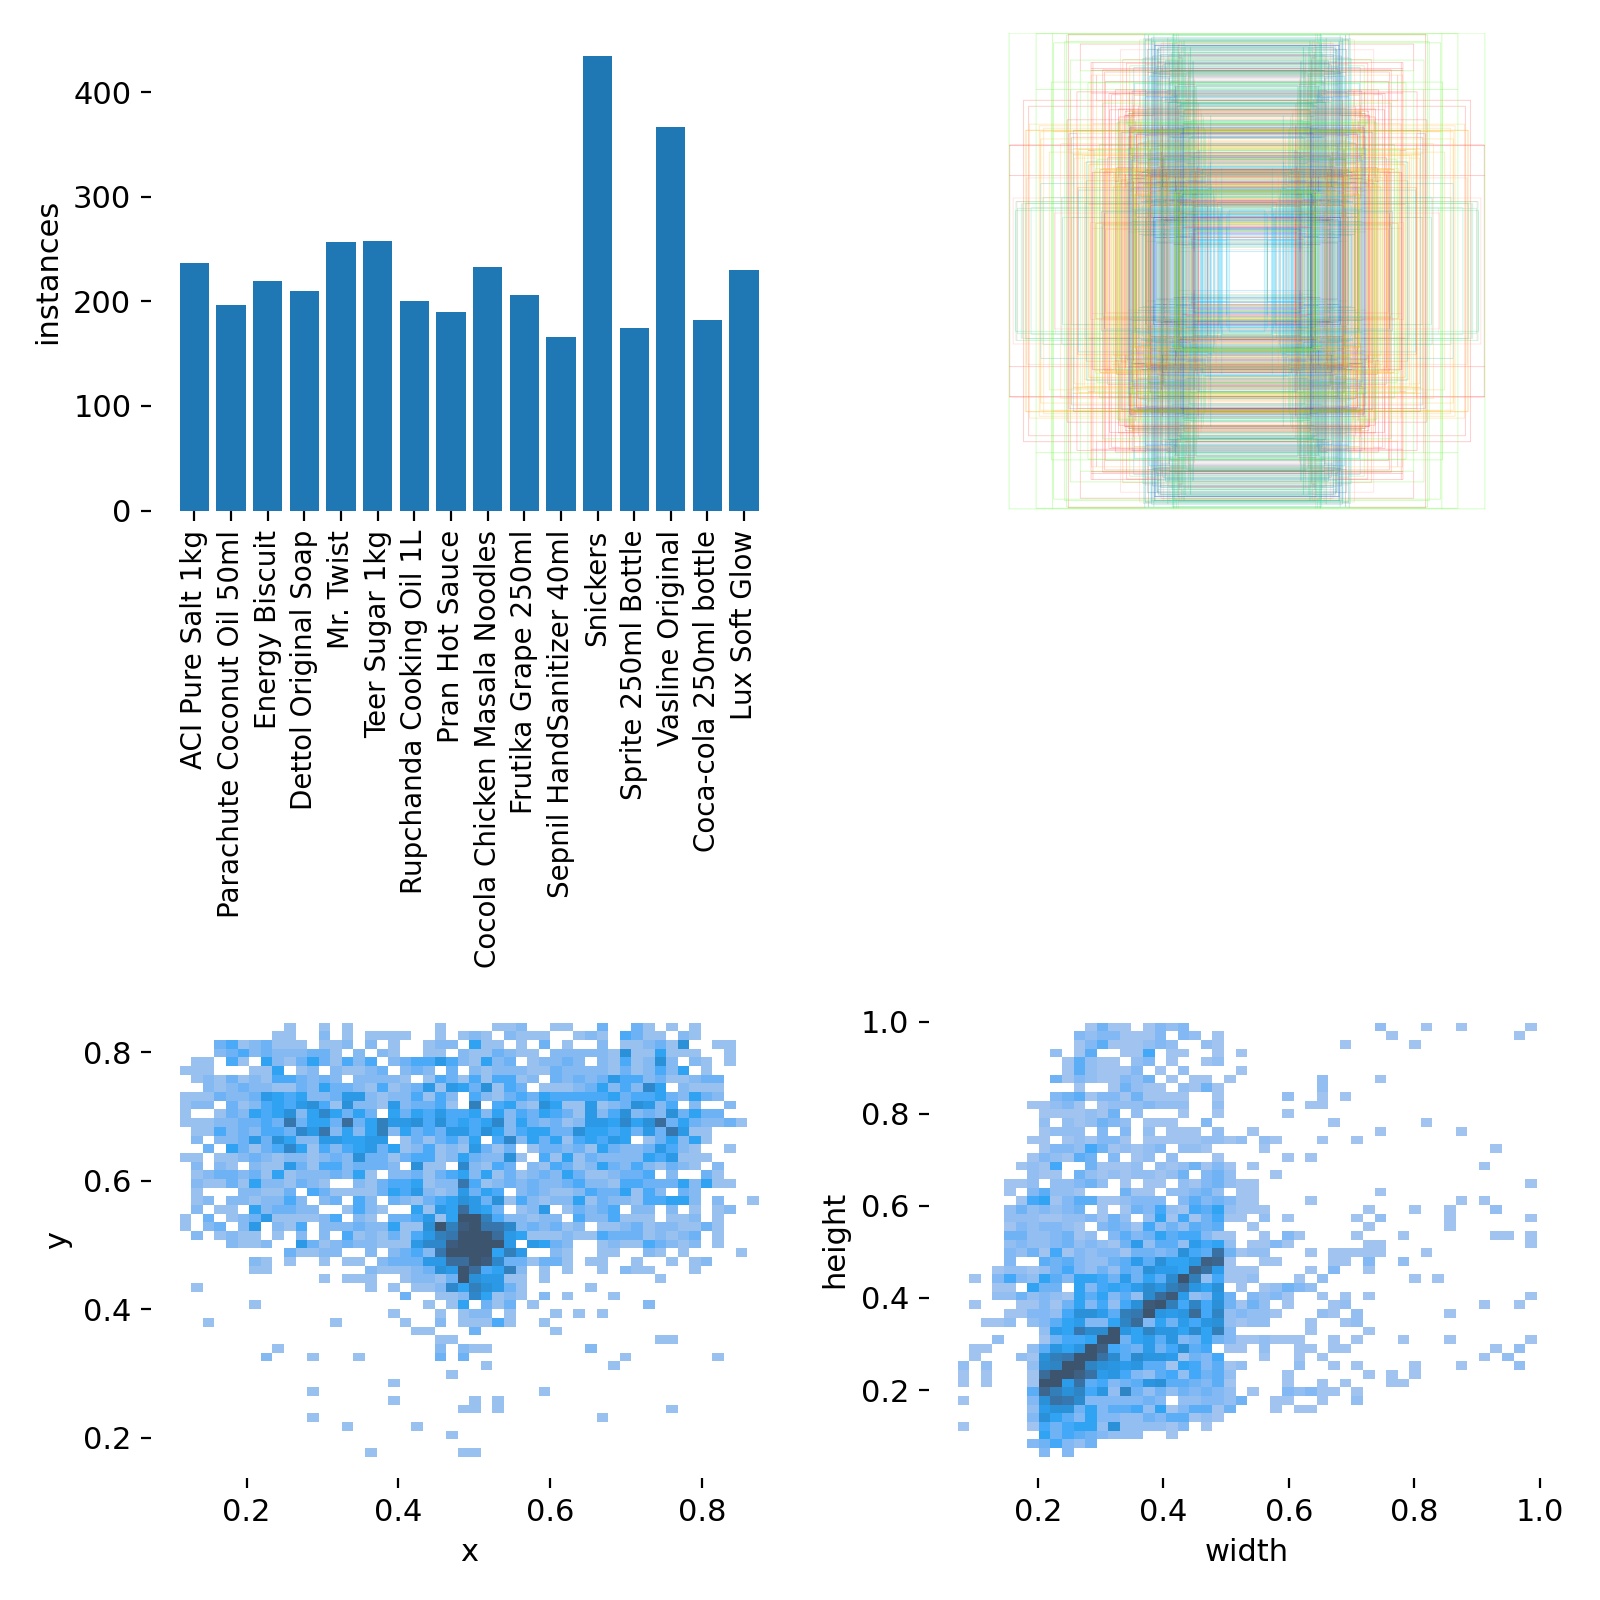 instances
400
300
200
100
0
ACI Pure Salt 1kg
Parachute Coconut Oil 50ml
Energy Biscuit
Dettol Original Soap
Mr. Twist
Teer Sugar 1kg
Rupchanda Cooking Oil 1L
Pran Hot Sauce
Cocola Chicken Masala Noodles
Frutika Grape 250ml
Sepnil HandSanitizer 40ml
Snickers
Sprite 250ml Bottle
Vasline Original
Coca-cola 250ml bottle
Lux Soft Glow
y
0.8
0.6
0.4
0.2
0.2 0.4 0.6 0.8
x
height
1.0
0.8
0.6
0.4
0.2
0.2 0.4 0.6 0.8 1.0
width